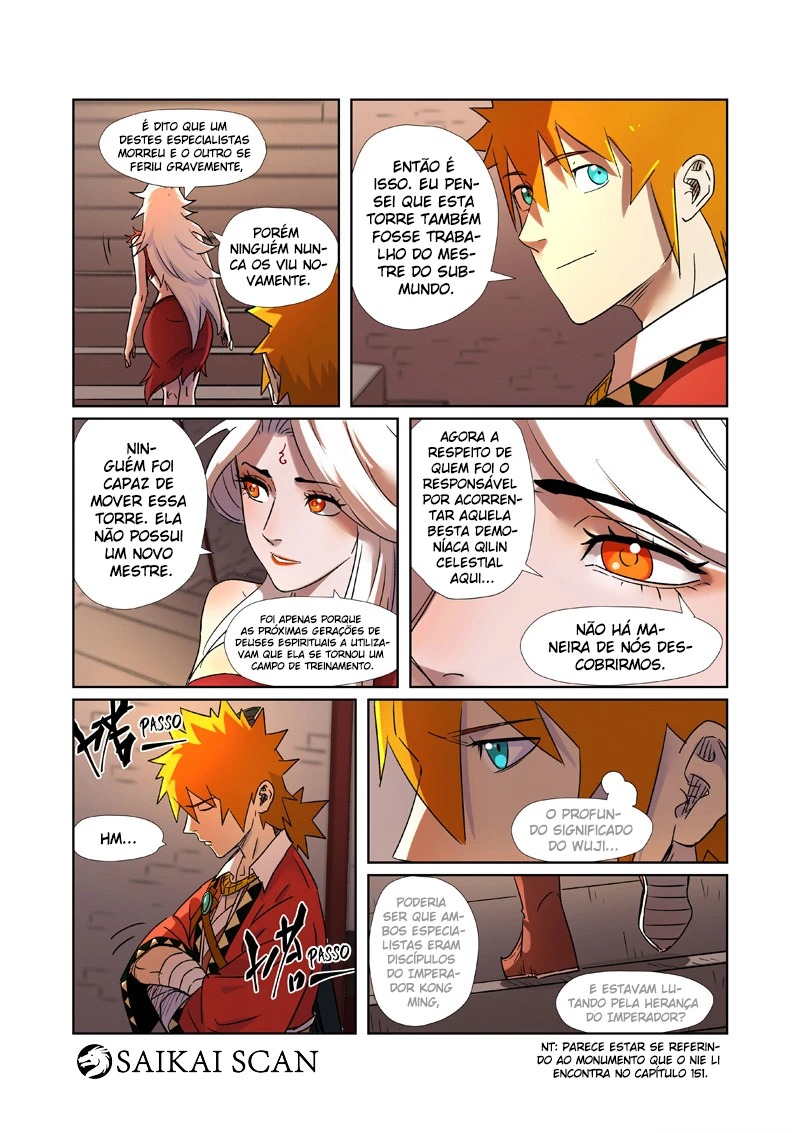 É DITO QUE UM
DESTES ESPECIALISTAS
MORREU E O OUTRO SE
FERIU GRAVEMENTE,
PORÉM
NINGUÉM NUN-
CA OS VIU NO-
VAMENTE.
ENTÃO É
ISSO. EU PEN-
SEI QUE ESTA
TORRE TAMBÉM
FOSSE TRABA-
LHO DO MES-
TRE DO SUB-
MUNDO.
NIN-
GUÉM FOI
CAPAZ DE
MOVER ESSA
TORRE. ELA
NÃO POSSUI
UM NOVO
MESTRE.
FOI APENAS PORQUE
AS PRÓXIMAS GERAÇÕES DE
DEUSES ESPIRITUAIS A UTILIZA-
VAM QUE ELA SE TORNOU UM
CAMPO DE TREINAMENTO.
AGORA A
RESPEITO DE
QUEM FOI O
RESPONSÁVEL
POR ACORREN-
TAR AQUELA
BESTA DEMO-
NÍACA QILIN
CELESTIAL
AQUI...
NÃO HÁ MA-
NEIRA DE NÓS DES-
COBRIRMOS.
PASSO
HM...
PASSO
O PROFUN-
DO SIGNIFICADO
DO WUJI...
PODERIA
SER QUE AM-
BOS ESPECIA-
LISTAS ERAM
DISCÍPULOS
DO IMPERA-
DOR KONG
MING,
E ESTAVAM LU-
TANDO PELA HERANÇA
DO IMPERADOR?
SAIKAI SCAN
NT: PARECE ESTAR SE REFERIN-
DO AO MONUMENTO QUE O NIE LI
ENCONTRA NO CAPÍTULO 151.